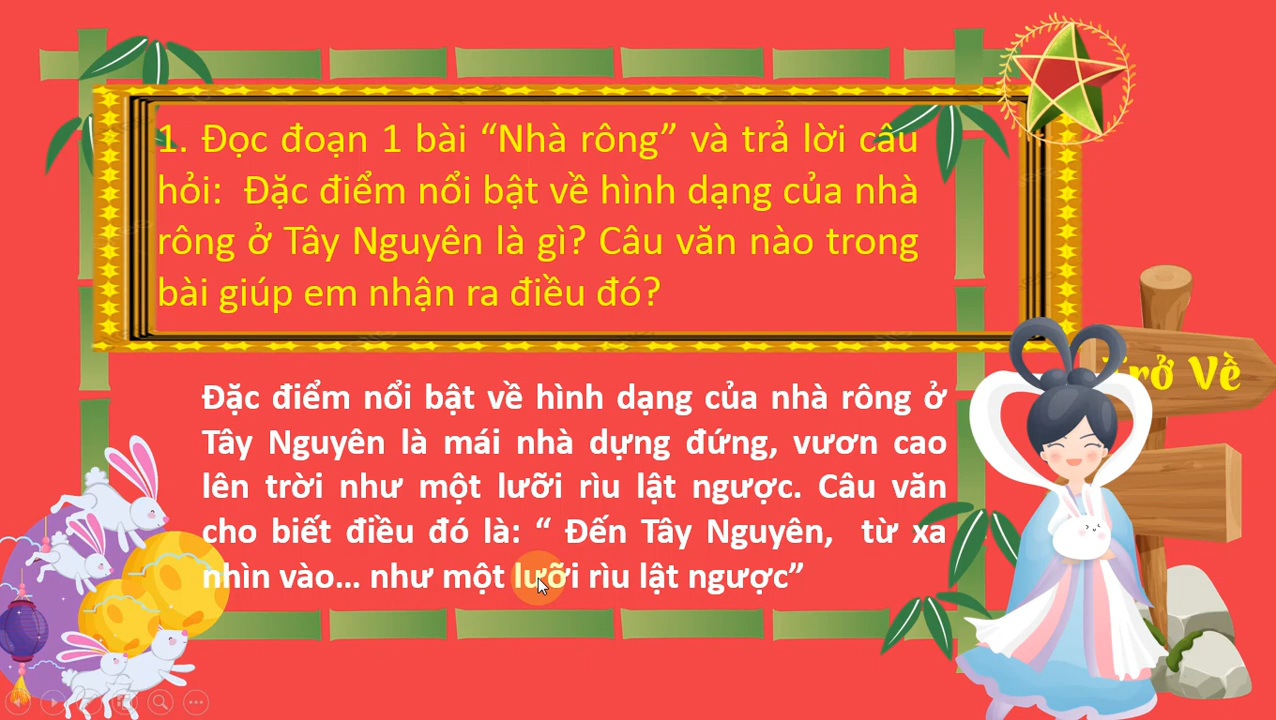 1. Đọc đoạn 1 bài “Nhà rông” và trả lời câu
hỏi: Đặc điểm nổi bật về hình dạng của nhà
rông ở Tây Nguyên là gì? Câu văn nào trong
bài giúp em nhận ra điều đó?
Trở Về
Đặc điểm nổi bật về hình dạng của nhà rông ở
Tây Nguyên là mái nhà dựng đứng, vươn cao
lên trời như một lưỡi rìu lật ngược. Câu văn
cho biết điều đó là: “ Đến Tây Nguyên, từ xa
nhìn vào... như một lưỡi rìu lật ngược”